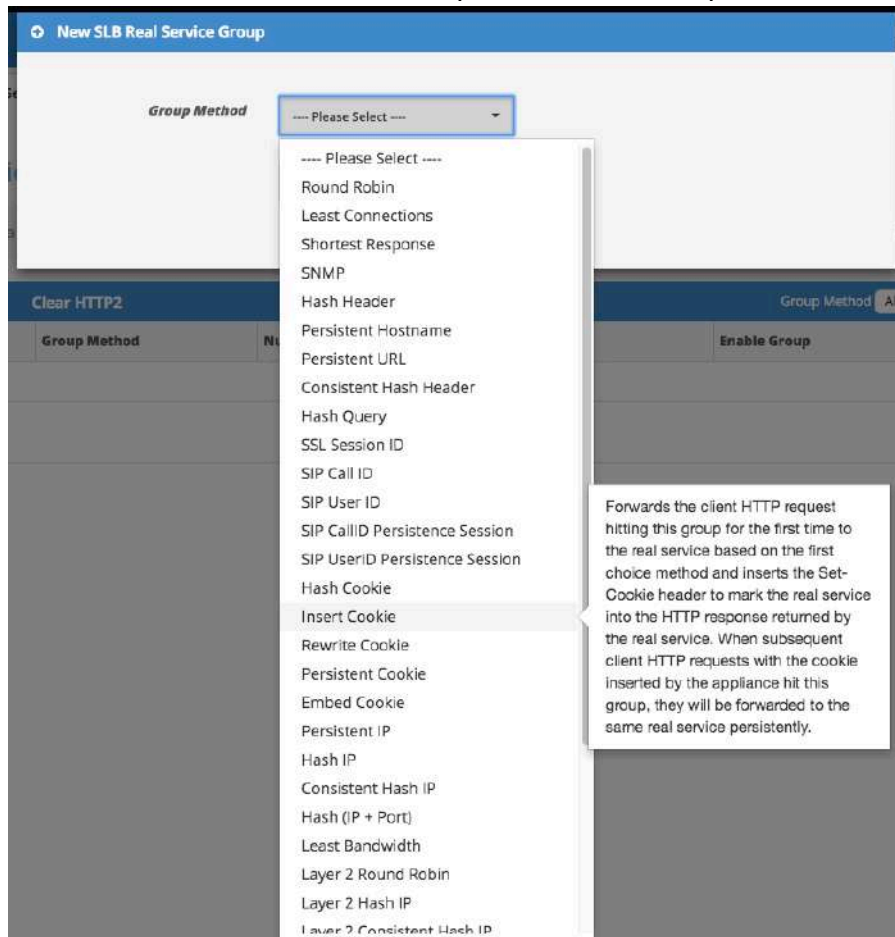 New SLB Real Service Group
Group Method
---- Please Select ----
---- Please Select ----
Round Robin
Least Connections
Shortest Response
SNMP
Hash Header
Persistent Hostname
Persistent URL
Consistent Hash Header
Hash Query
SSL Session ID
SIP Call ID
SIP User ID
SIP CallID Persistence Session
SIP UserID Persistence Session
Hash Cookie
Insert Cookie
Rewrite Cookie
Persistent Cookie
Embed Cookie
Persistent IP
Hash IP
Consistent Hash IP
Hash (IP + Port)
Least Bandwidth
Layer 2 Round Robin
Layer 2 Hash IP
Layer 2 Consistent Hash IP
Forwards the client HTTP request
hitting this group for the first time to
the real service based on the first
choice method and inserts the Set-
Cookie header to mark the real service
into the HTTP response returned by
the real service. When subsequent
client HTTP requests with the cookie
inserted by the appliance hit this
group, they will be forwarded to the
same real service persistently.
Clear HTTP2
Group Method
Group Method
Enable Group